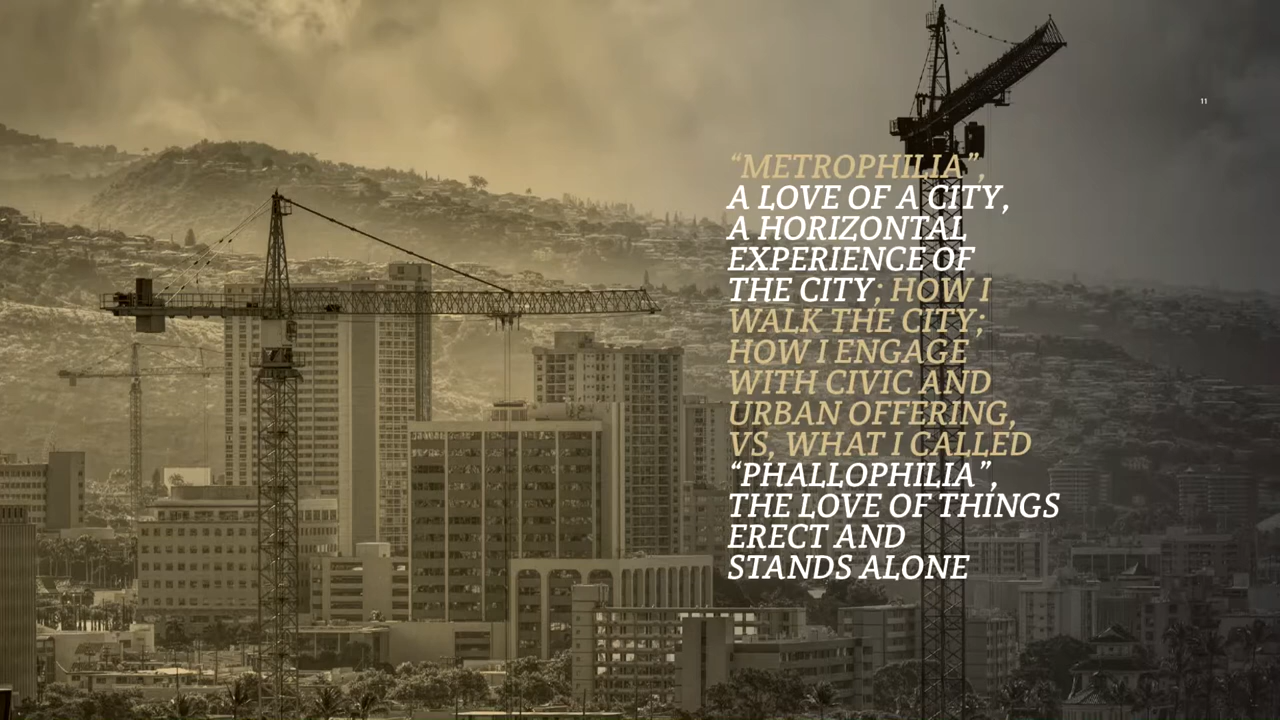 11
“METROPHILIA”,
A LOVE OF A CITY,
A HORIZONTAL
EXPERIENCE OF
THE CITY; HOW I
WALK THE CITY;
HOW I ENGAGE
WITH CIVIC AND
URBAN OFFERING,
VS, WHAT I CALLED
“PHALLOPHILIA”,
THE LOVE OF THINGS
ERECT AND
STANDS ALONE